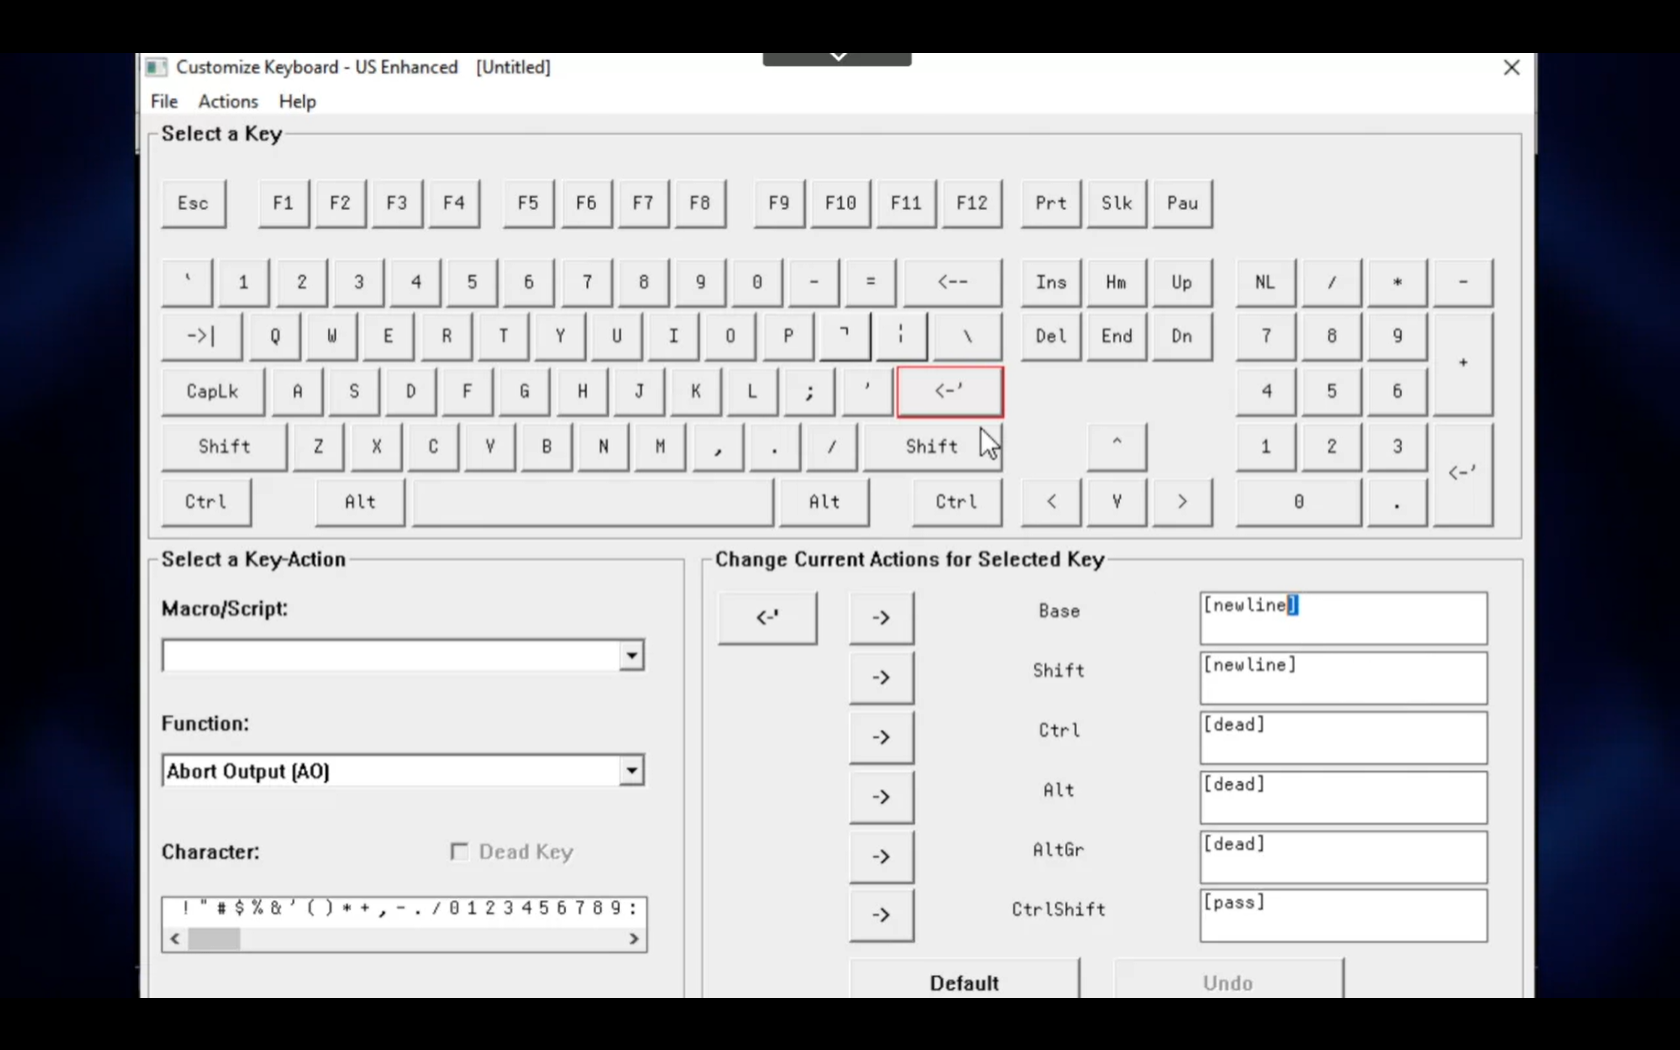 Customize Keyboard - US Enhanced [Untitled]
File Actions Help
Select a Key
Esc F1 F2 F3 F4 F5 F6 F7 F8 F9 F10 F11 F12 Prt Slk Pau
` 1 2 3 4 5 6 7 8 9 0 - = <-- Ins Hm Up NL / * -
->| Q W E R T Y U I O P ¬ ¦ \ Del End Dn 7 8 9 +
CapLk A S D F G H J K L ; ' <-' 4 5 6
Shift Z X C V B N M , . / Shift ^ 1 2 3 <-'
Ctrl Alt Alt Ctrl < V > 0 .
Select a Key-Action
Macro/Script:
Function:
Abort Output (AO)
Character: Dead Key
! " # $ % & ' ( ) * + , - . / 0 1 2 3 4 5 6 7 8 9 :
< >
Change Current Actions for Selected Key
<-' -> Base [newline]
-> Shift [newline]
-> Ctrl [dead]
-> Alt [dead]
-> AltGr [dead]
-> CtrlShift [pass]
Default Undo